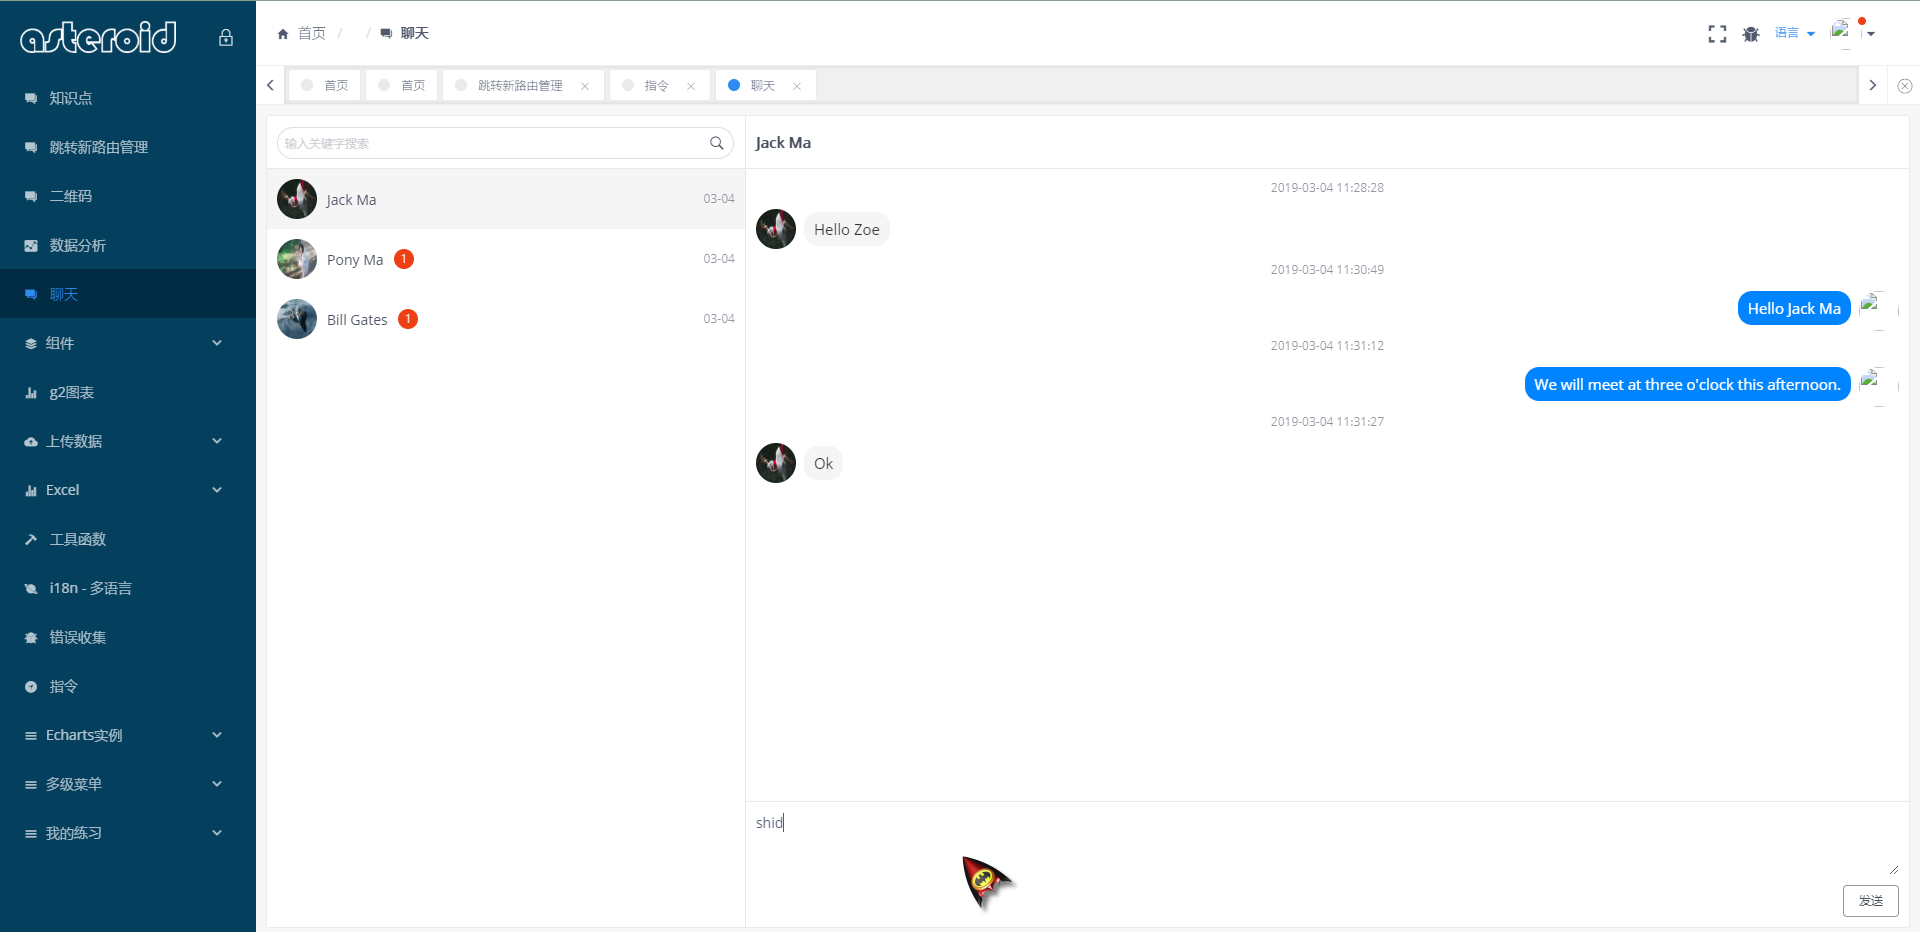 asteroid
知识点
跳转新路由管理
二维码
数据分析
聊天
组件
g2图表
上传数据
Excel
工具函数
i18n - 多语言
错误收集
指令
Echarts实例
多级菜单
我的练习
首页 / / 聊天
语言
首页 首页 跳转新路由管理 指令 聊天
输入关键字搜索
Jack Ma 03-04
Pony Ma 1 03-04
Bill Gates 1 03-04
Jack Ma
2019-03-04 11:28:28
Hello Zoe
2019-03-04 11:30:49
Hello Jack Ma
2019-03-04 11:31:12
We will meet at three o'clock this afternoon.
2019-03-04 11:31:27
Ok
shid
发送